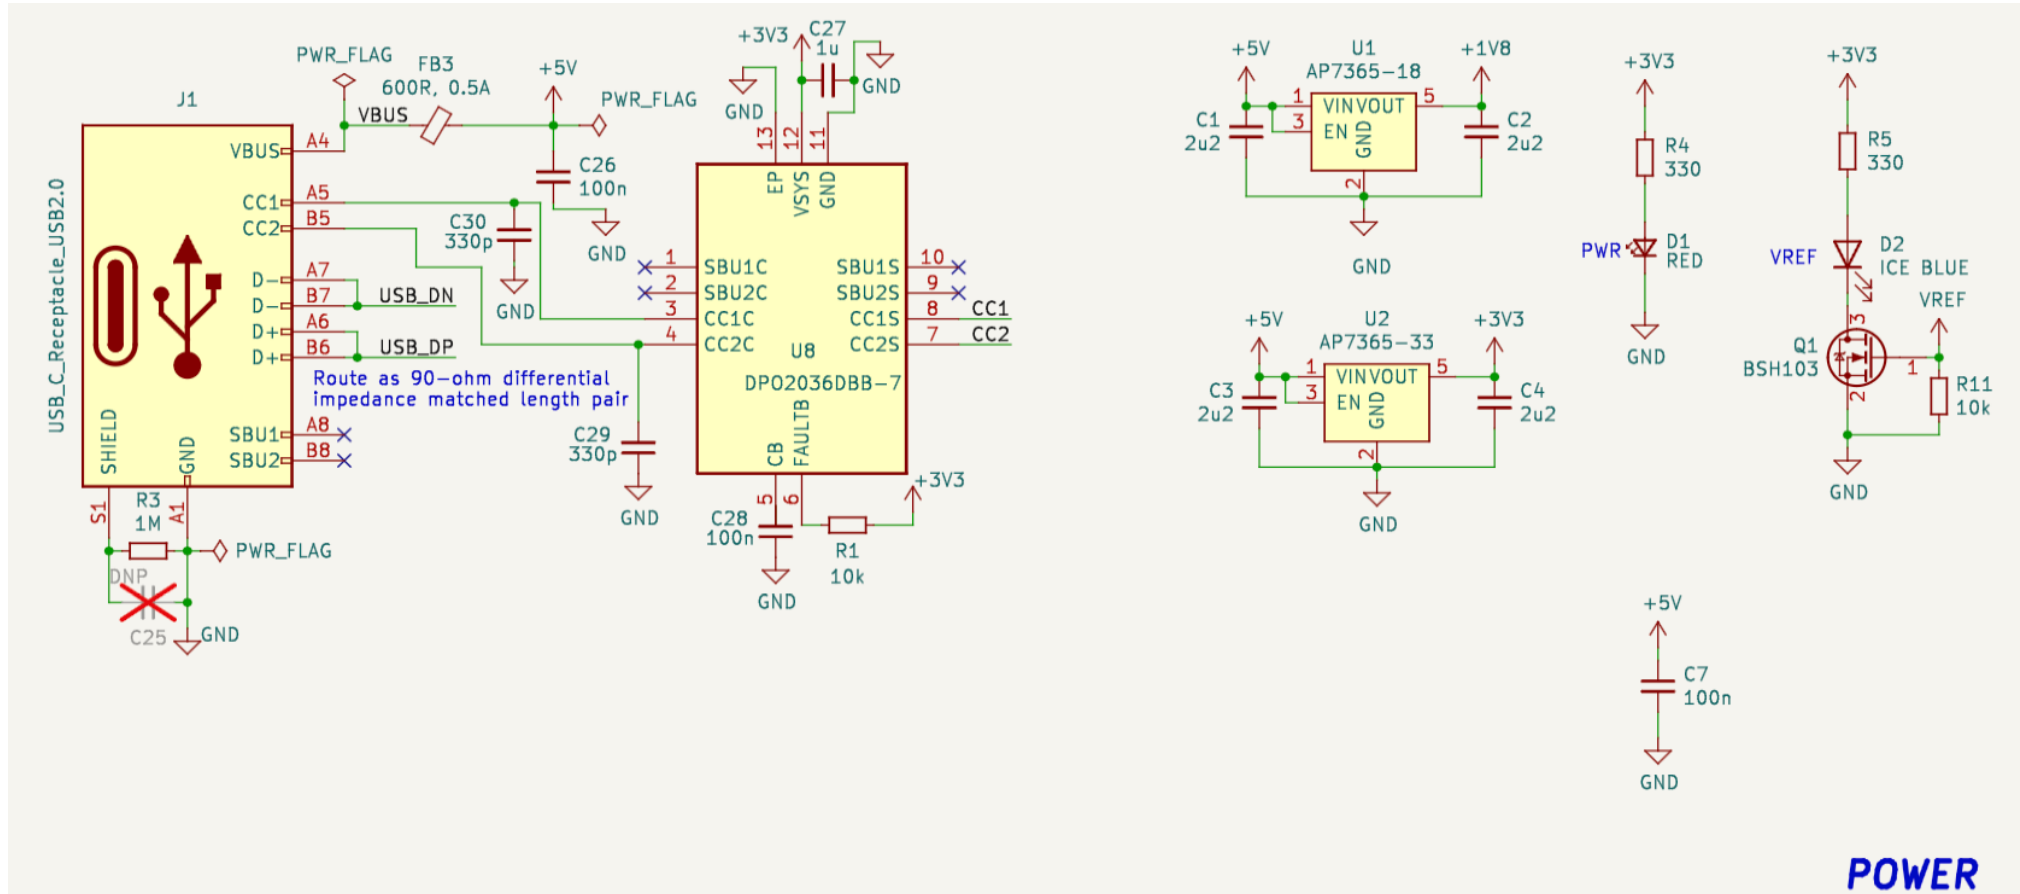 J1
USB_C_Receptacle_USB2.0
PWR_FLAG
VBUS
FB3
600R, 0.5A
+5V
PWR_FLAG
VBUS
A4
CC1
A5
CC2
B5
D-
A7
D-
B7
USB_DN
D+
A6
D+
B6
USB_DP
Route as 90-ohm differential
impedance matched length pair
SBU1
A8
SBU2
B8
SHIELD
GND
S1
A1
R3
1M
PWR_FLAG
DNP
C25
GND
C26
100n
GND
C30
330p
GND
C29
330p
GND
+3V3
C27
1u
GND
GND
13
12
11
EP
VSYS
GND
1
SBU1C
2
SBU2C
3
CC1C
4
CC2C
SBU1S
10
SBU2S
9
CC1S
8
CC1
CC2S
7
CC2
U8
DPO2036DBB-7
CB
FAULTB
5
6
C28
100n
GND
R1
10k
+3V3
+5V
U1
AP7365-18
+1V8
C1
2u2
1
VIN
VOUT
5
3
EN
GND
2
C2
2u2
GND
+5V
U2
AP7365-33
+3V3
C3
2u2
1
VIN
VOUT
5
3
EN
GND
2
C4
2u2
GND
+3V3
R4
330
PWR
D1
RED
GND
+3V3
R5
330
VREF
D2
ICE BLUE
VREF
3
Q1
BSH103
1
2
R11
10k
GND
+5V
C7
100n
GND
POWER